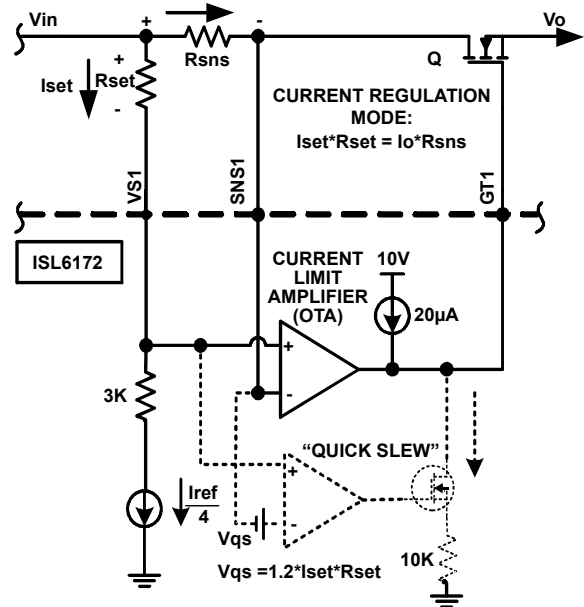 Vin
+
-
Vo
Rsns
Q
+
Iset
Rset
-
CURRENT REGULATION
MODE:
Iset*Rset = Io*Rsns
VS1
SNS1
GT1
ISL6172
CURRENT
LIMIT
AMPLIFIER
(OTA)
10V
20µA
+
-
3K
"QUICK SLEW"
+
-
Iref
4
Vqs
10K
Vqs =1.2*Iset*Rset